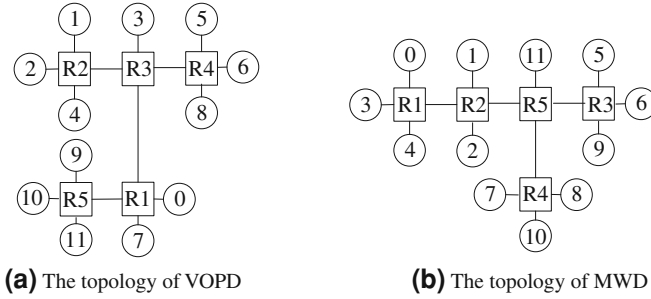 1 3 5
2 R2 R3 R4 6
4 8
9
10 R5 R1 0
11 7
(a) The topology of VOPD
0 1 11 5
3 R1 R2 R5 R3 6
4 2 9
7 R4 8
10
(b) The topology of MWD